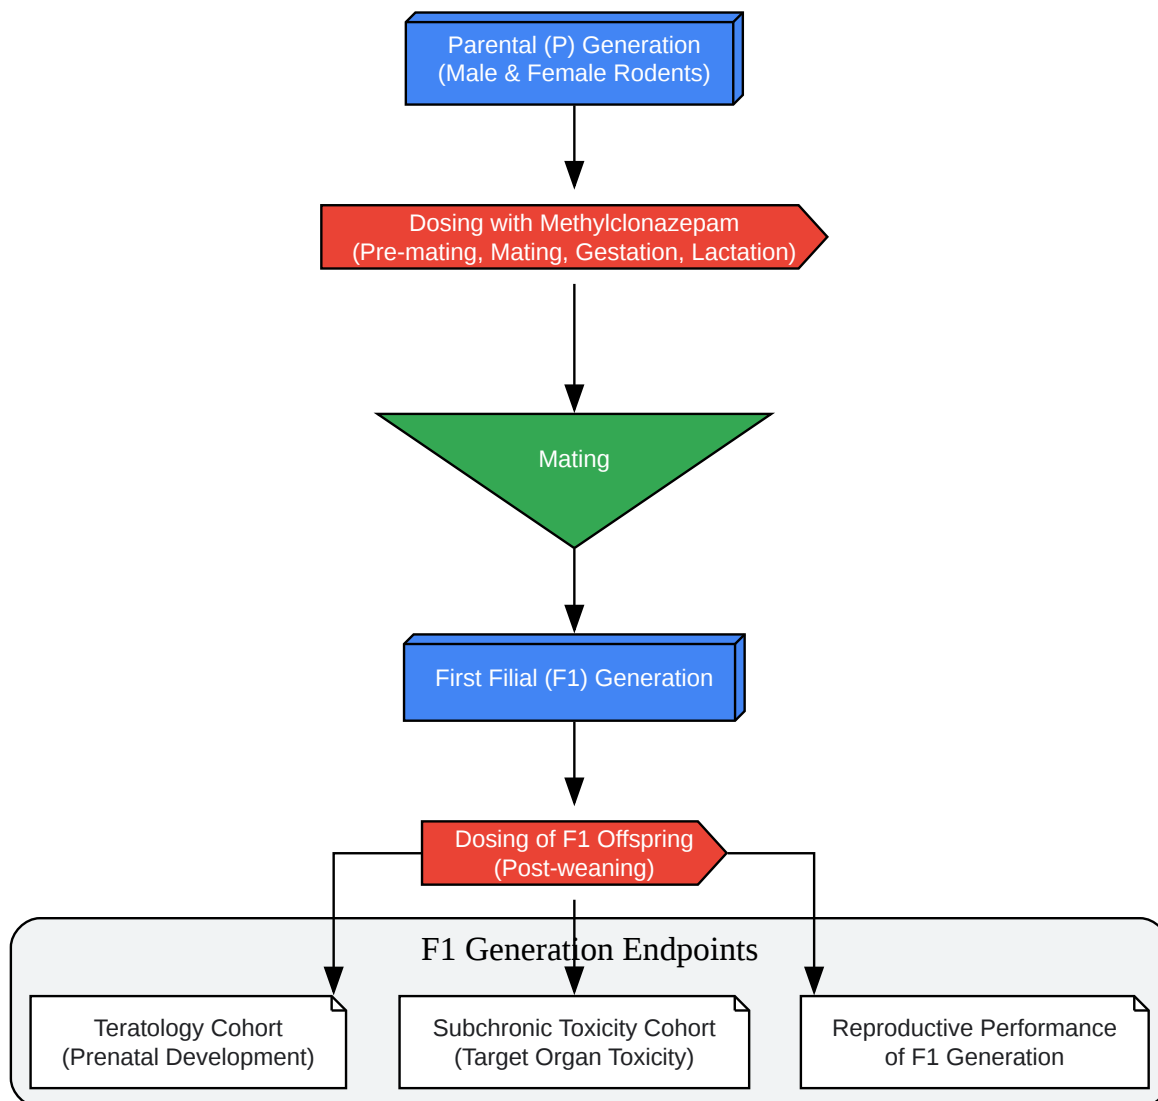 Parental (P) Generation
(Male & Female Rodents)
Dosing with Methylclonazepam
(Pre-mating, Mating, Gestation, Lactation)
Mating
First Filial (F1) Generation
Dosing of F1 Offspring
(Post-weaning)
F1 Generation Endpoints
Teratology Cohort
(Prenatal Development)
Subchronic Toxicity Cohort
(Target Organ Toxicity)
Reproductive Performance
of F1 Generation